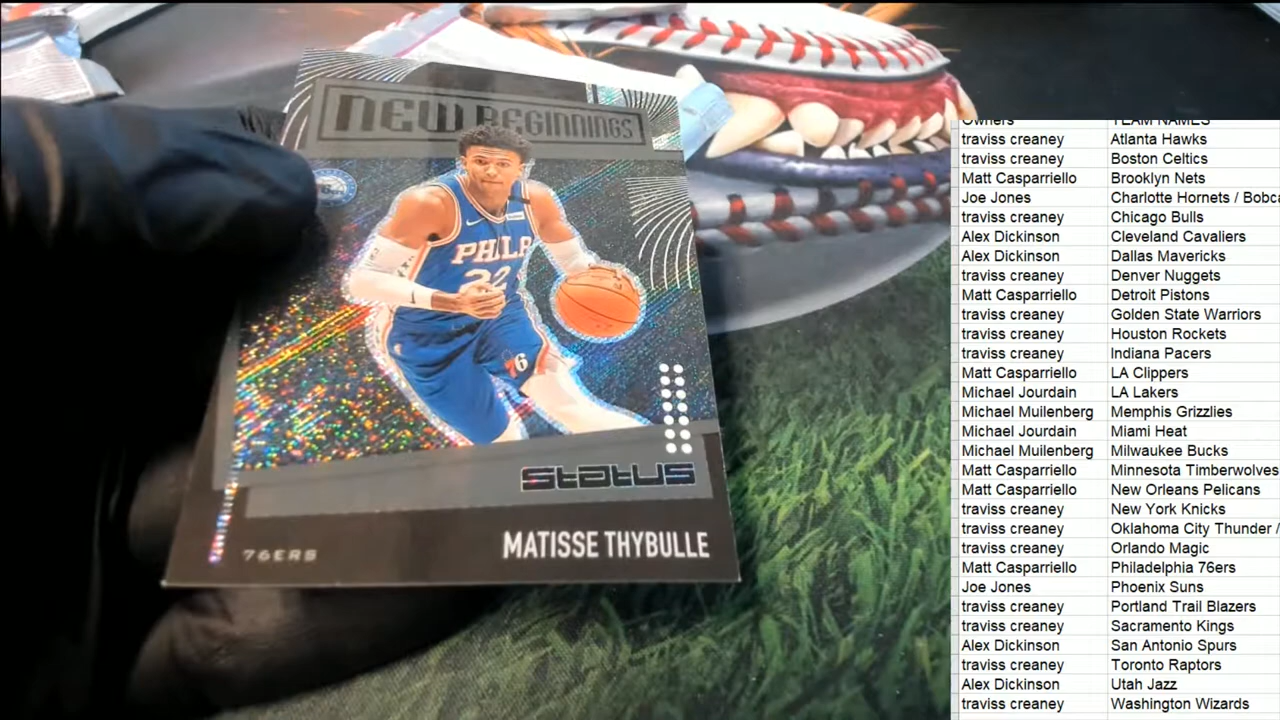 NEW BEGINNINGS
PHILA
22
76
status
MATISSE THYBULLE
76ERS
Owners TEAM NAMES
traviss creaney Atlanta Hawks
traviss creaney Boston Celtics
Matt Casparriello Brooklyn Nets
Joe Jones Charlotte Hornets / Bobca
traviss creaney Chicago Bulls
Alex Dickinson Cleveland Cavaliers
Alex Dickinson Dallas Mavericks
traviss creaney Denver Nuggets
Matt Casparriello Detroit Pistons
traviss creaney Golden State Warriors
traviss creaney Houston Rockets
traviss creaney Indiana Pacers
Matt Casparriello LA Clippers
Michael Jourdain LA Lakers
Michael Muilenberg Memphis Grizzlies
Michael Jourdain Miami Heat
Michael Muilenberg Milwaukee Bucks
Matt Casparriello Minnesota Timberwolves
Matt Casparriello New Orleans Pelicans
traviss creaney New York Knicks
traviss creaney Oklahoma City Thunder /
traviss creaney Orlando Magic
Matt Casparriello Philadelphia 76ers
Joe Jones Phoenix Suns
traviss creaney Portland Trail Blazers
traviss creaney Sacramento Kings
Alex Dickinson San Antonio Spurs
traviss creaney Toronto Raptors
Alex Dickinson Utah Jazz
traviss creaney Washington Wizards